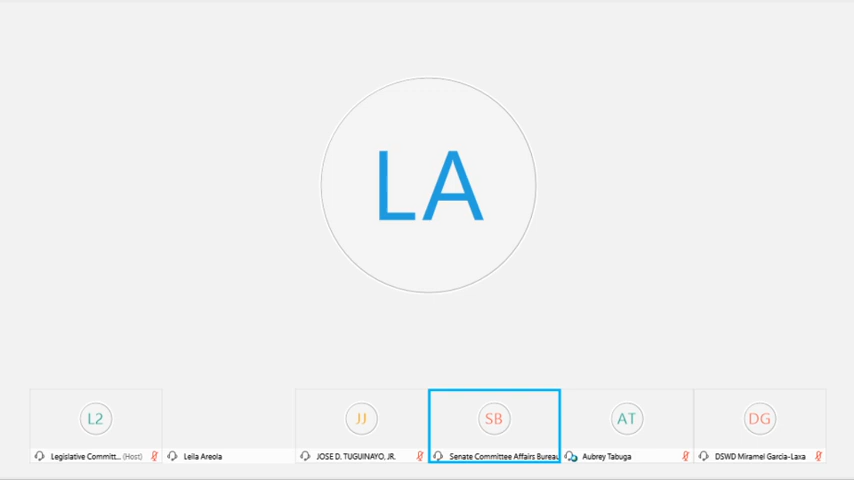 LA
L2
JJ
SB
AT
DG
Legislative Committ... (Host)
Leila Areola
JOSE D. TUGUINAYO, JR.
Senate Committee Affairs Bureau
Aubrey Tabuga
DSWD Miramel Garcia-Laxa